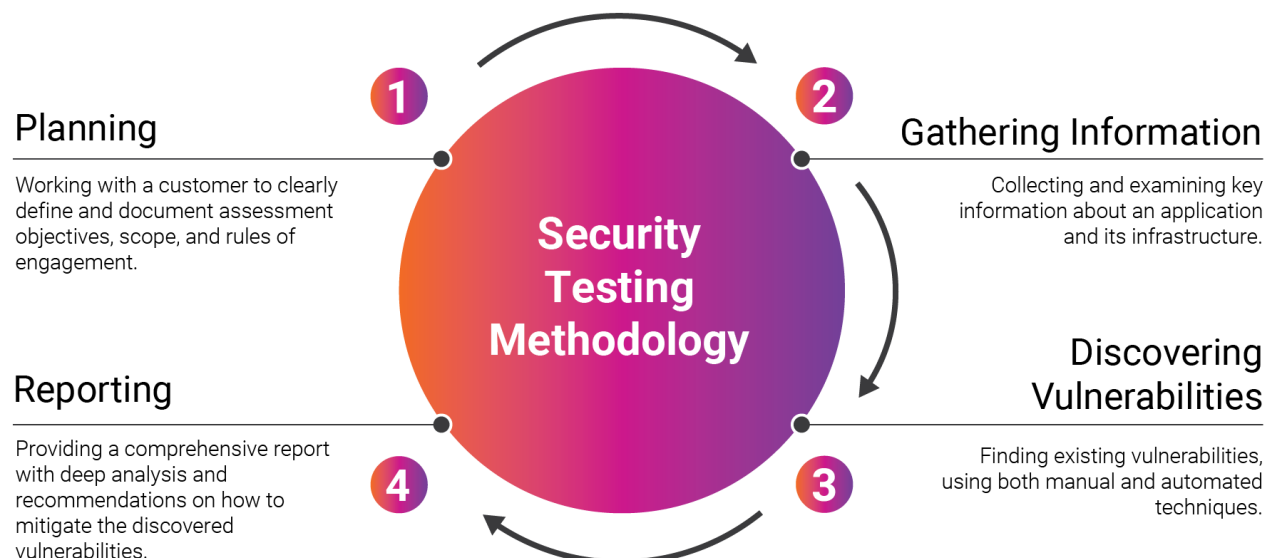 1
Planning
Working with a customer to clearly
define and document assessment
objectives, scope, and rules of
engagement.
2
Gathering Information
Collecting and examining key
information about an application
and its infrastructure.
Security
Testing
Methodology
Discovering
Vulnerabilities
3
Finding existing vulnerabilities,
using both manual and automated
techniques.
Reporting
4
Providing a comprehensive report
with deep analysis and
recommendations on how to
mitigate the discovered
vulnerabilities.